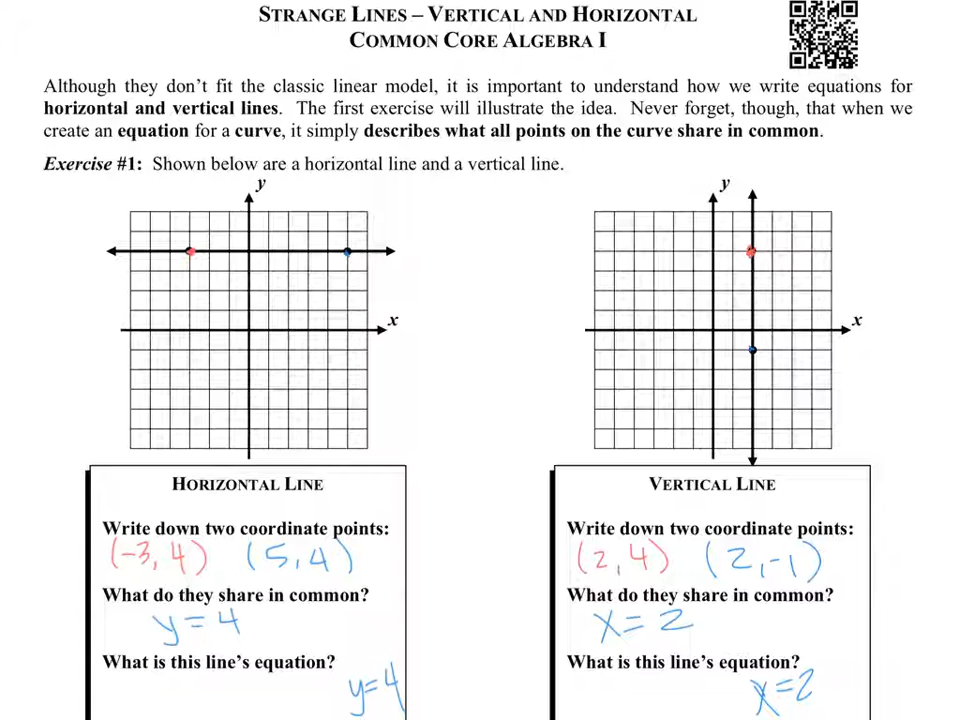 STRANGE LINES – VERTICAL AND HORIZONTAL
COMMON CORE ALGEBRA I
Although they don't fit the classic linear model, it is important to understand how we write equations for
horizontal and vertical lines. The first exercise will illustrate the idea. Never forget, though, that when we
create an equation for a curve, it simply describes what all points on the curve share in common.
Exercise #1: Shown below are a horizontal line and a vertical line.
y
x
y
x
HORIZONTAL LINE
Write down two coordinate points:
(-3, 4) (5, 4)
What do they share in common?
y = 4
What is this line's equation?
y=4
VERTICAL LINE
Write down two coordinate points:
(2, 4) (2, -1)
What do they share in common?
x = 2
What is this line's equation?
x=2